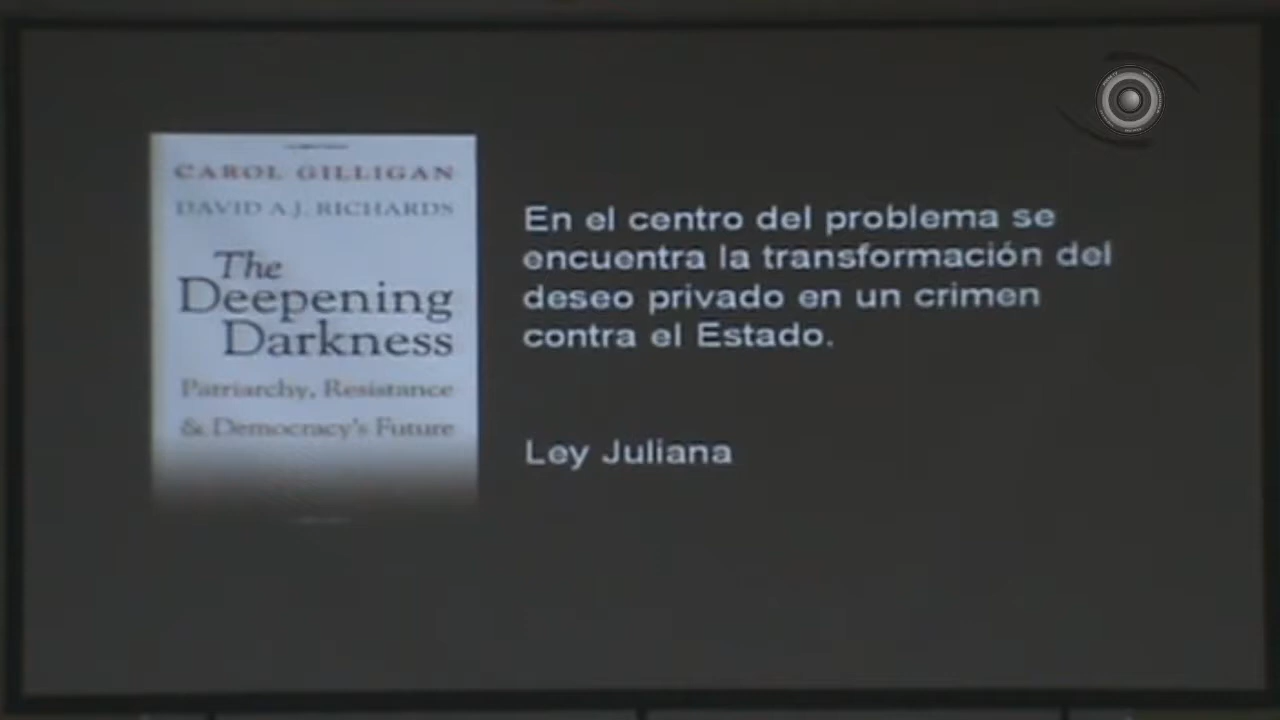 CAROL GILLIGAN
DAVID A.J. RICHARDS
The
Deepening
Darkness
Patriarchy, Resistance
& Democracy's Future
En el centro del problema se
encuentra la transformación del
deseo privado en un crimen
contra el Estado.
Ley Juliana